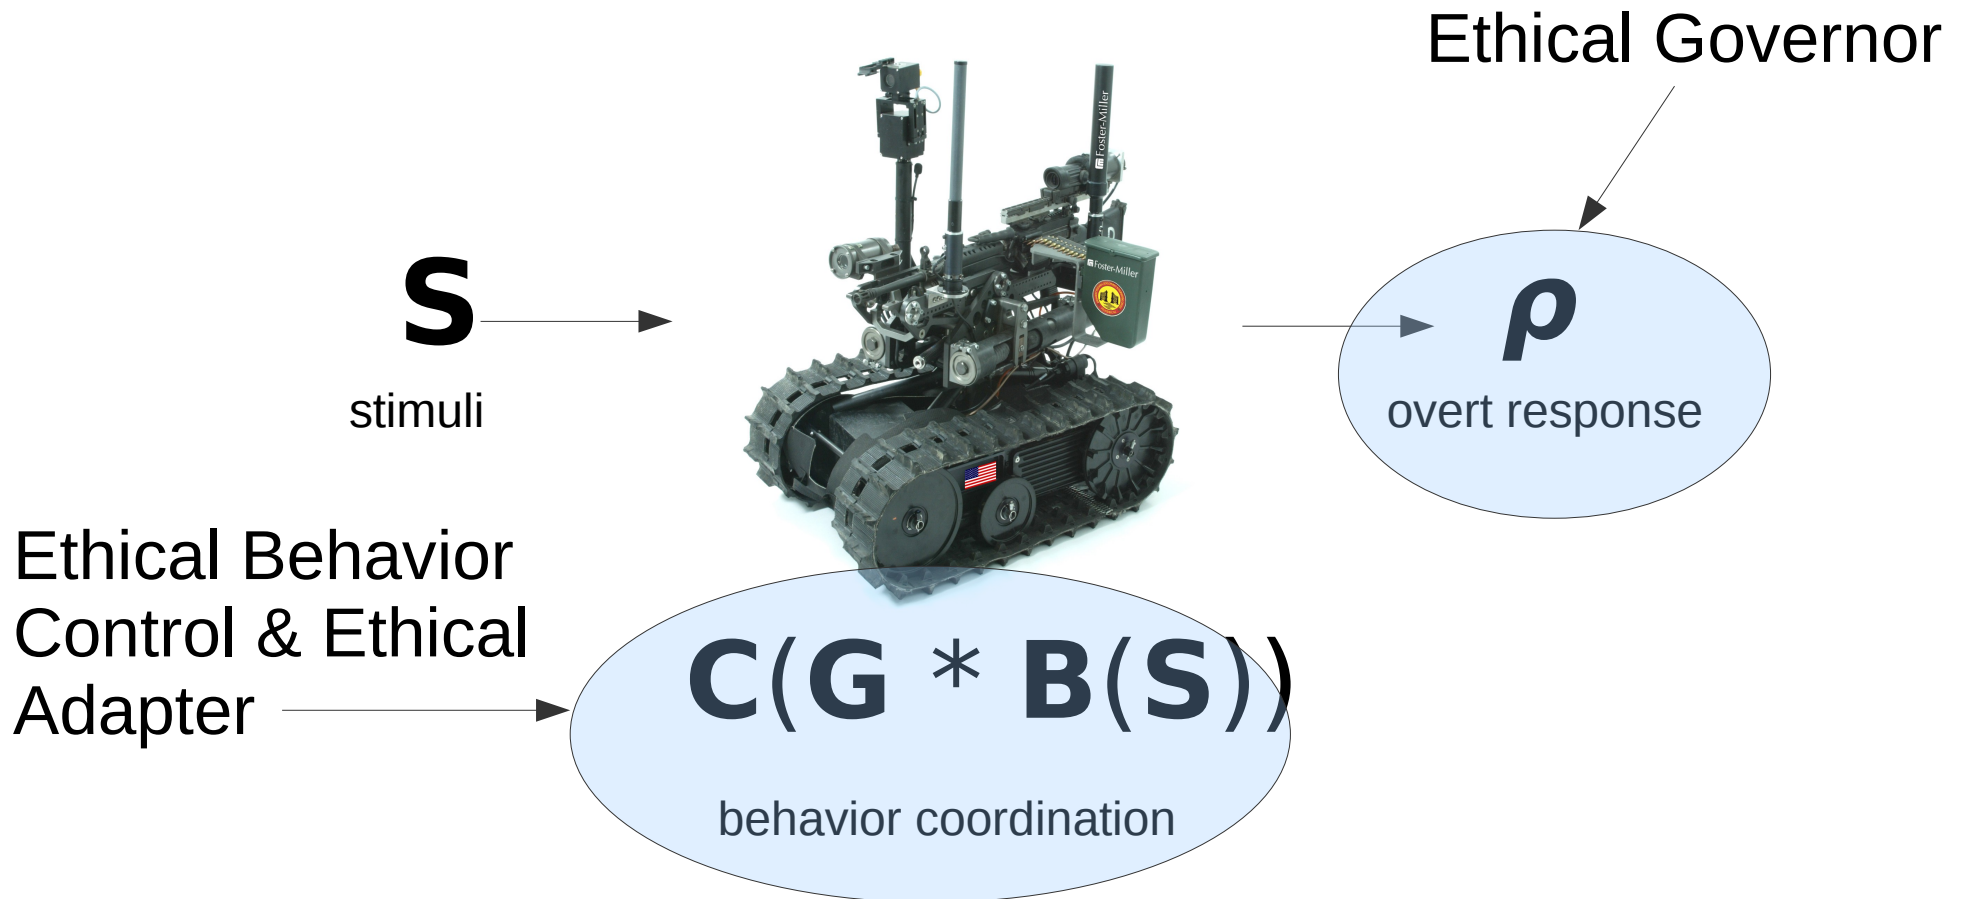 Ethical Governor
Foster-Miller
Foster-Miller
S
stimuli
ρ
overt response
Ethical Behavior
Control & Ethical
Adapter
C(G * B(S))
behavior coordination